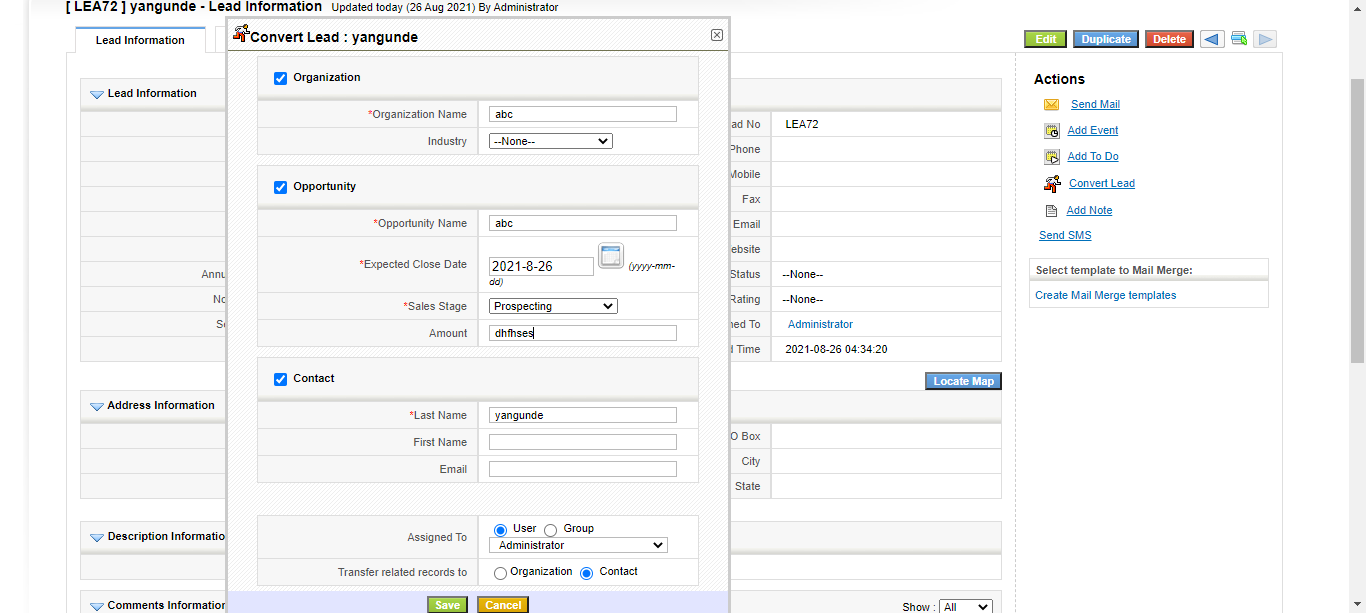 [ LEA72 ] yangunde - Lead Information Updated today (26 Aug 2021) By Administrator
Lead Information
Edit Duplicate Delete
Convert Lead : yangunde
Organization
*Organization Name abc
Industry --None--
Opportunity
*Opportunity Name abc
*Expected Close Date 2021-8-26 (yyyy-mm-
dd)
*Sales Stage Prospecting
Amount dhfhses
Contact
*Last Name yangunde
First Name
Email
Assigned To User Group
Administrator
Transfer related records to Organization Contact
Save Cancel
Lead Information
Annu
No
Se
Address Information
Description Informatio
Comments Information
ad No LEA72
Phone
Mobile
Fax
Email
ebsite
Status --None--
Rating --None--
ned To Administrator
d Time 2021-08-26 04:34:20
Locate Map
O Box
City
State
Show : All
Actions
Send Mail
Add Event
Add To Do
Convert Lead
Add Note
Send SMS
Select template to Mail Merge:
Create Mail Merge templates